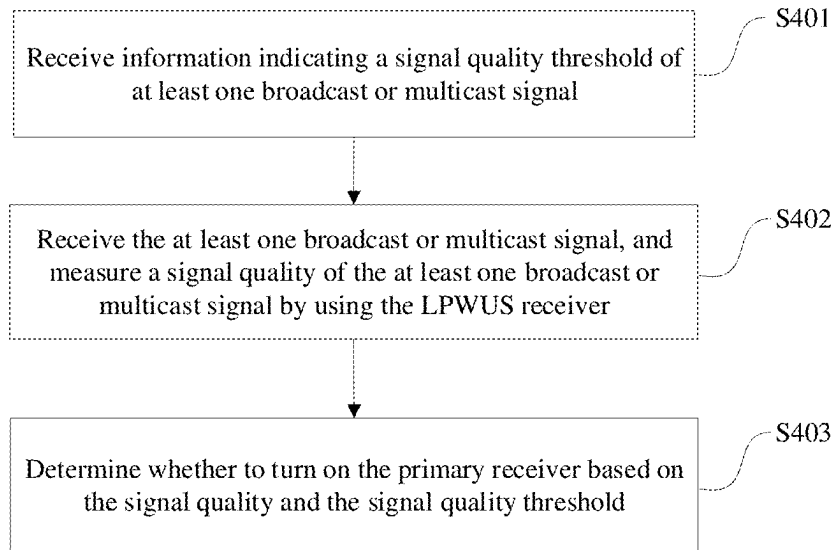 S401
Receive information indicating a signal quality threshold of
at least one broadcast or multicast signal
S402
Receive the at least one broadcast or multicast signal, and
measure a signal quality of the at least one broadcast or
multicast signal by using the LPWUS receiver
S403
Determine whether to turn on the primary receiver based on
the signal quality and the signal quality threshold